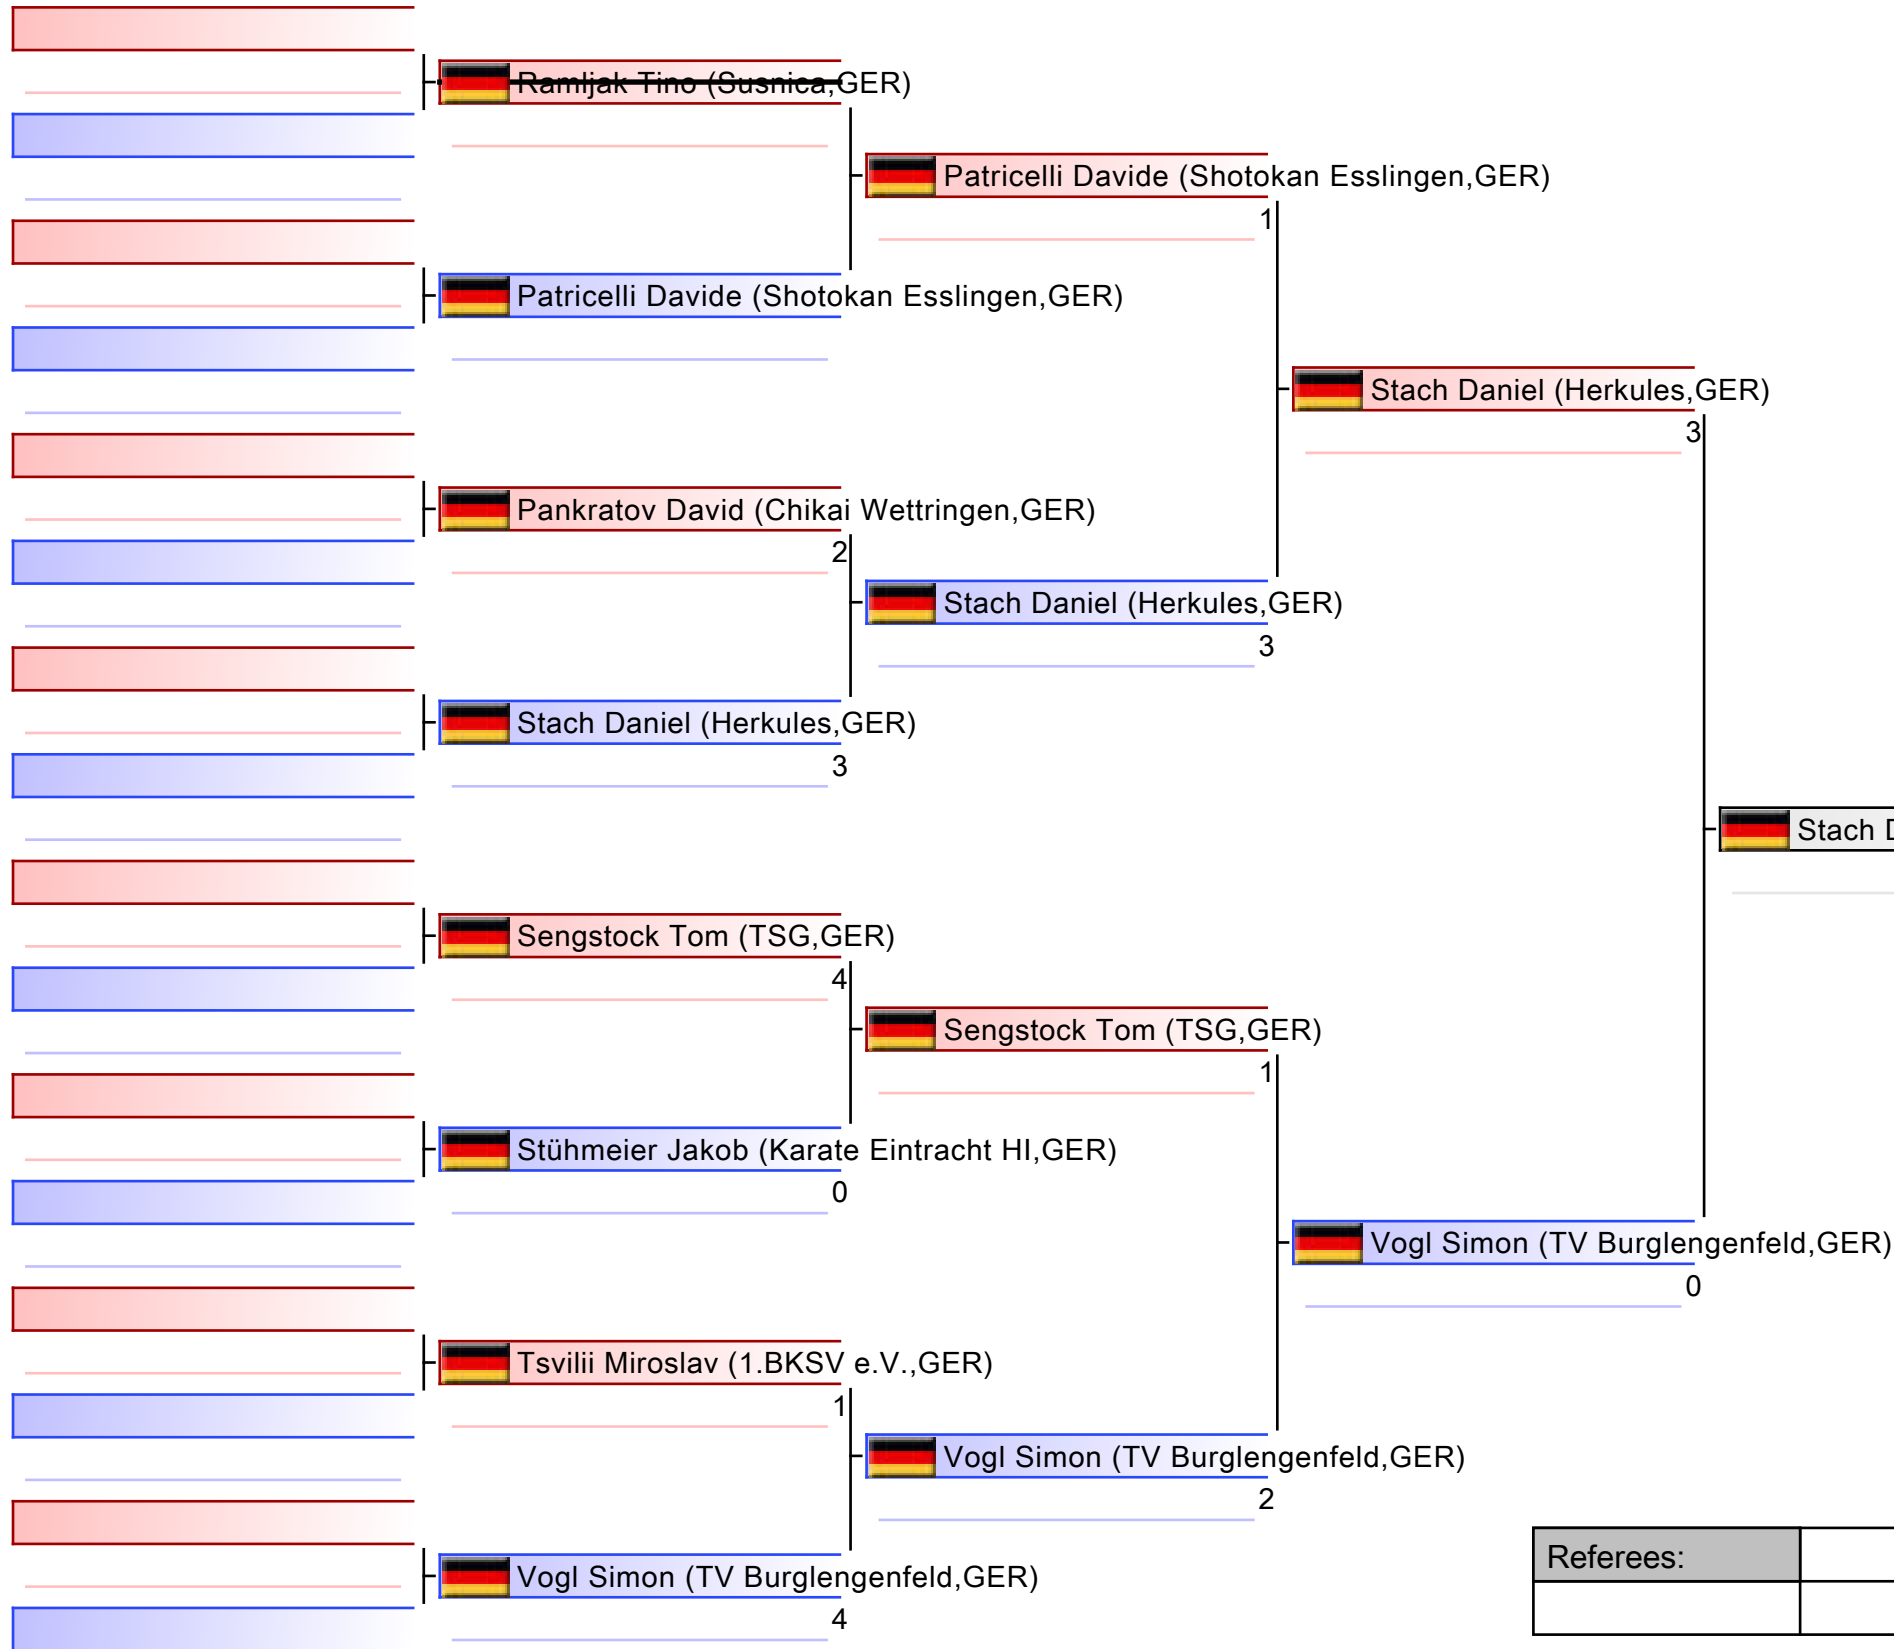 Ramljak Tino (Susnica,GER)
Patricelli Davide (Shotokan Esslingen,GER)
1
Patricelli Davide (Shotokan Esslingen,GER)
Stach Daniel (Herkules,GER)
3
Pankratov David (Chikai Wettringen,GER)
2
Stach Daniel (Herkules,GER)
3
Stach Daniel (Herkules,GER)
3
Stach D
Sengstock Tom (TSG,GER)
4
Sengstock Tom (TSG,GER)
1
Stühmeier Jakob (Karate Eintracht HI,GER)
0
Vogl Simon (TV Burglengenfeld,GER)
0
Tsvilii Miroslav (1.BKSV e.V.,GER)
1
Vogl Simon (TV Burglengenfeld,GER)
2
Vogl Simon (TV Burglengenfeld,GER)
4
Referees: